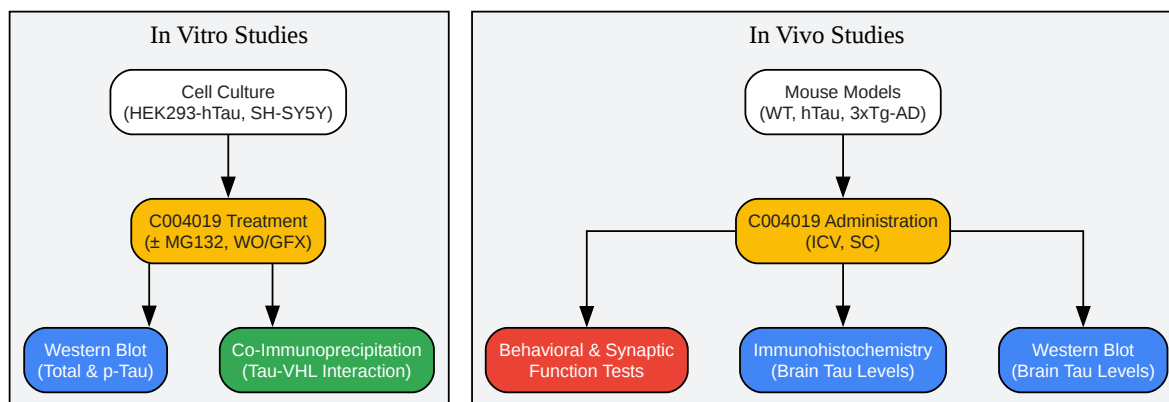 In Vitro Studies
Cell Culture
(HEK293-hTau, SH-SY5Y)
C004019 Treatment
(± MG132, WO/GFX)
Western Blot
(Total & p-Tau)
Co-Immunoprecipitation
(Tau-VHL Interaction)
In Vivo Studies
Mouse Models
(WT, hTau, 3xTg-AD)
C004019 Administration
(ICV, SC)
Behavioral & Synaptic
Function Tests
Immunohistochemistry
(Brain Tau Levels)
Western Blot
(Brain Tau Levels)